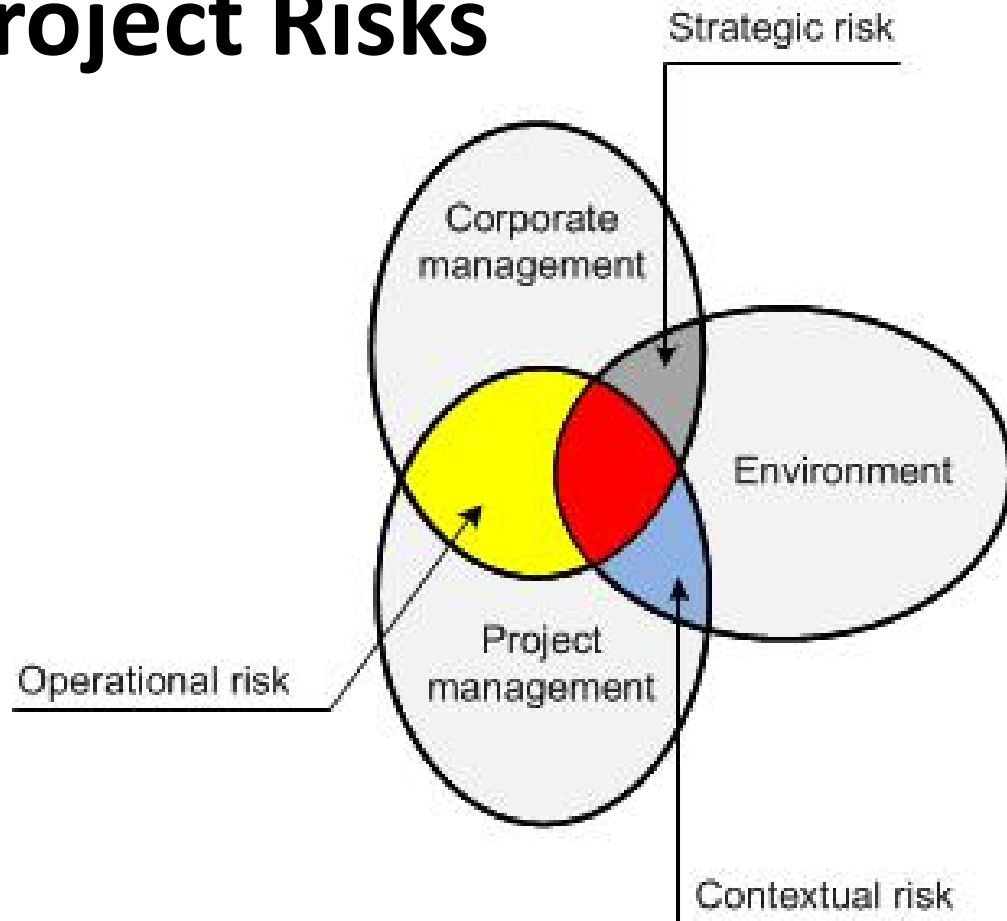 roject Risks
Strategic risk
Corporate
management
Environment
Project
management
Operational risk
Contextual risk